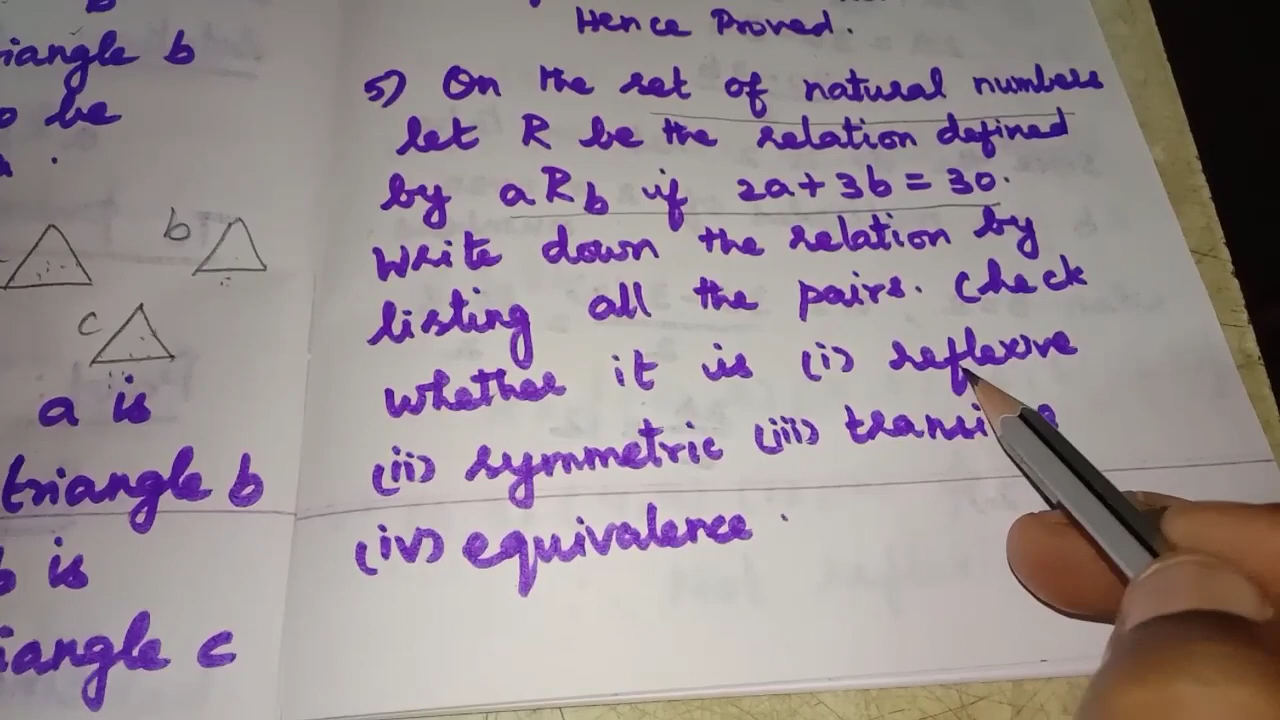 iangle b
o be
b
a is
triangle b
b is
iangle c
c
Hence Proved.
5) On the set of natural numbers
let R be the relation defined
by aRb if 2a+3b=30.
Write down the relation by
listing all the pairs. Check
whether it is (i) reflexive
(ii) symmetric (iii)
(iv) equivalence.